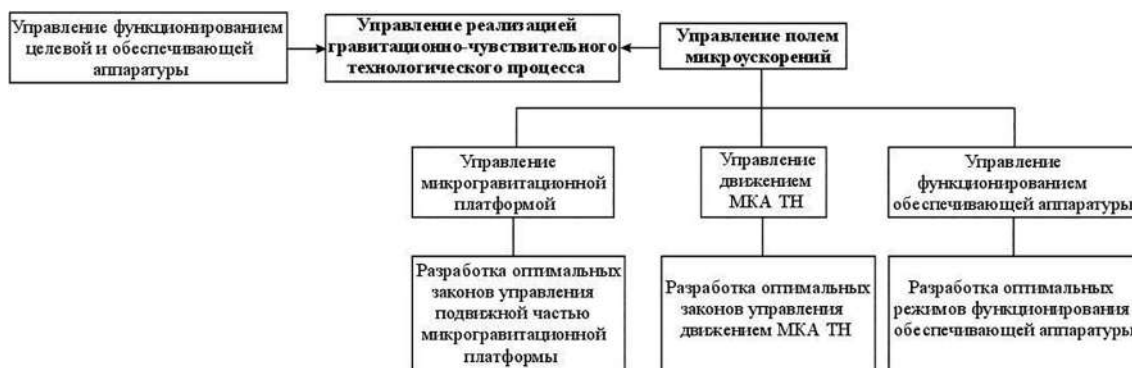 Управление функционированием
целевой и обеспечивающей
аппаратуры
Управление реализацией
гравитационно-чувствительного
технологического процесса
Управление полем
микроускорений
Управление
микрогравитационной
платформой
Управление
движением
МКА ТН
Управление
функционированием
обеспечивающей аппаратуры
Разработка оптимальных
законов управления
подвижной частью
микрогравитационной
платформы
Разработка оптимальных
законов управления
движением МКА ТН
Разработка оптимальных
режимов функционирования
обеспечивающей аппаратуры